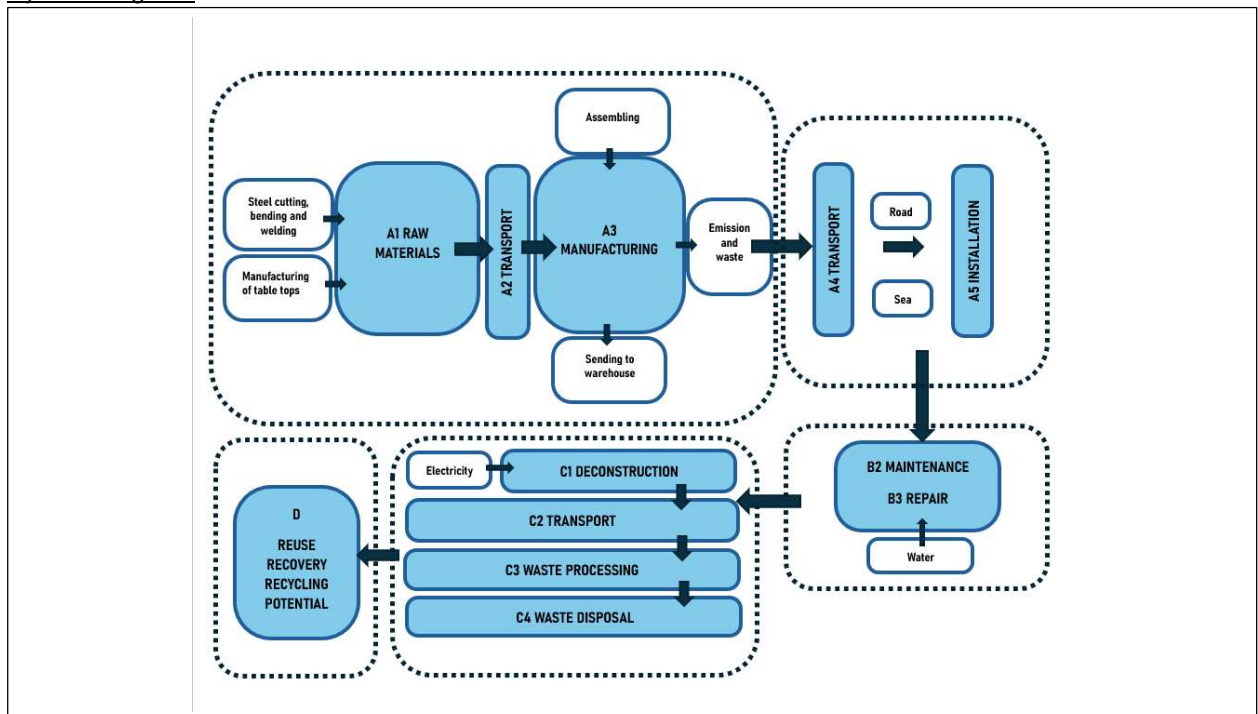 Assembling
Steel cutting,
bending and
welding
Manufacturing
of table tops
A1 RAW
MATERIALS
A2 TRANSPORT
A3
MANUFACTURING
Emission
and
waste
Sending to
warehouse
A4 TRANSPORT
Road
Sea
A5 INSTALLATION
B2 MAINTENANCE
B3 REPAIR
Water
Electricity
C1 DECONSTRUCTION
C2 TRANSPORT
C3 WASTE PROCESSING
C4 WASTE DISPOSAL
D
REUSE
RECOVERY
RECYCLING
POTENTIAL